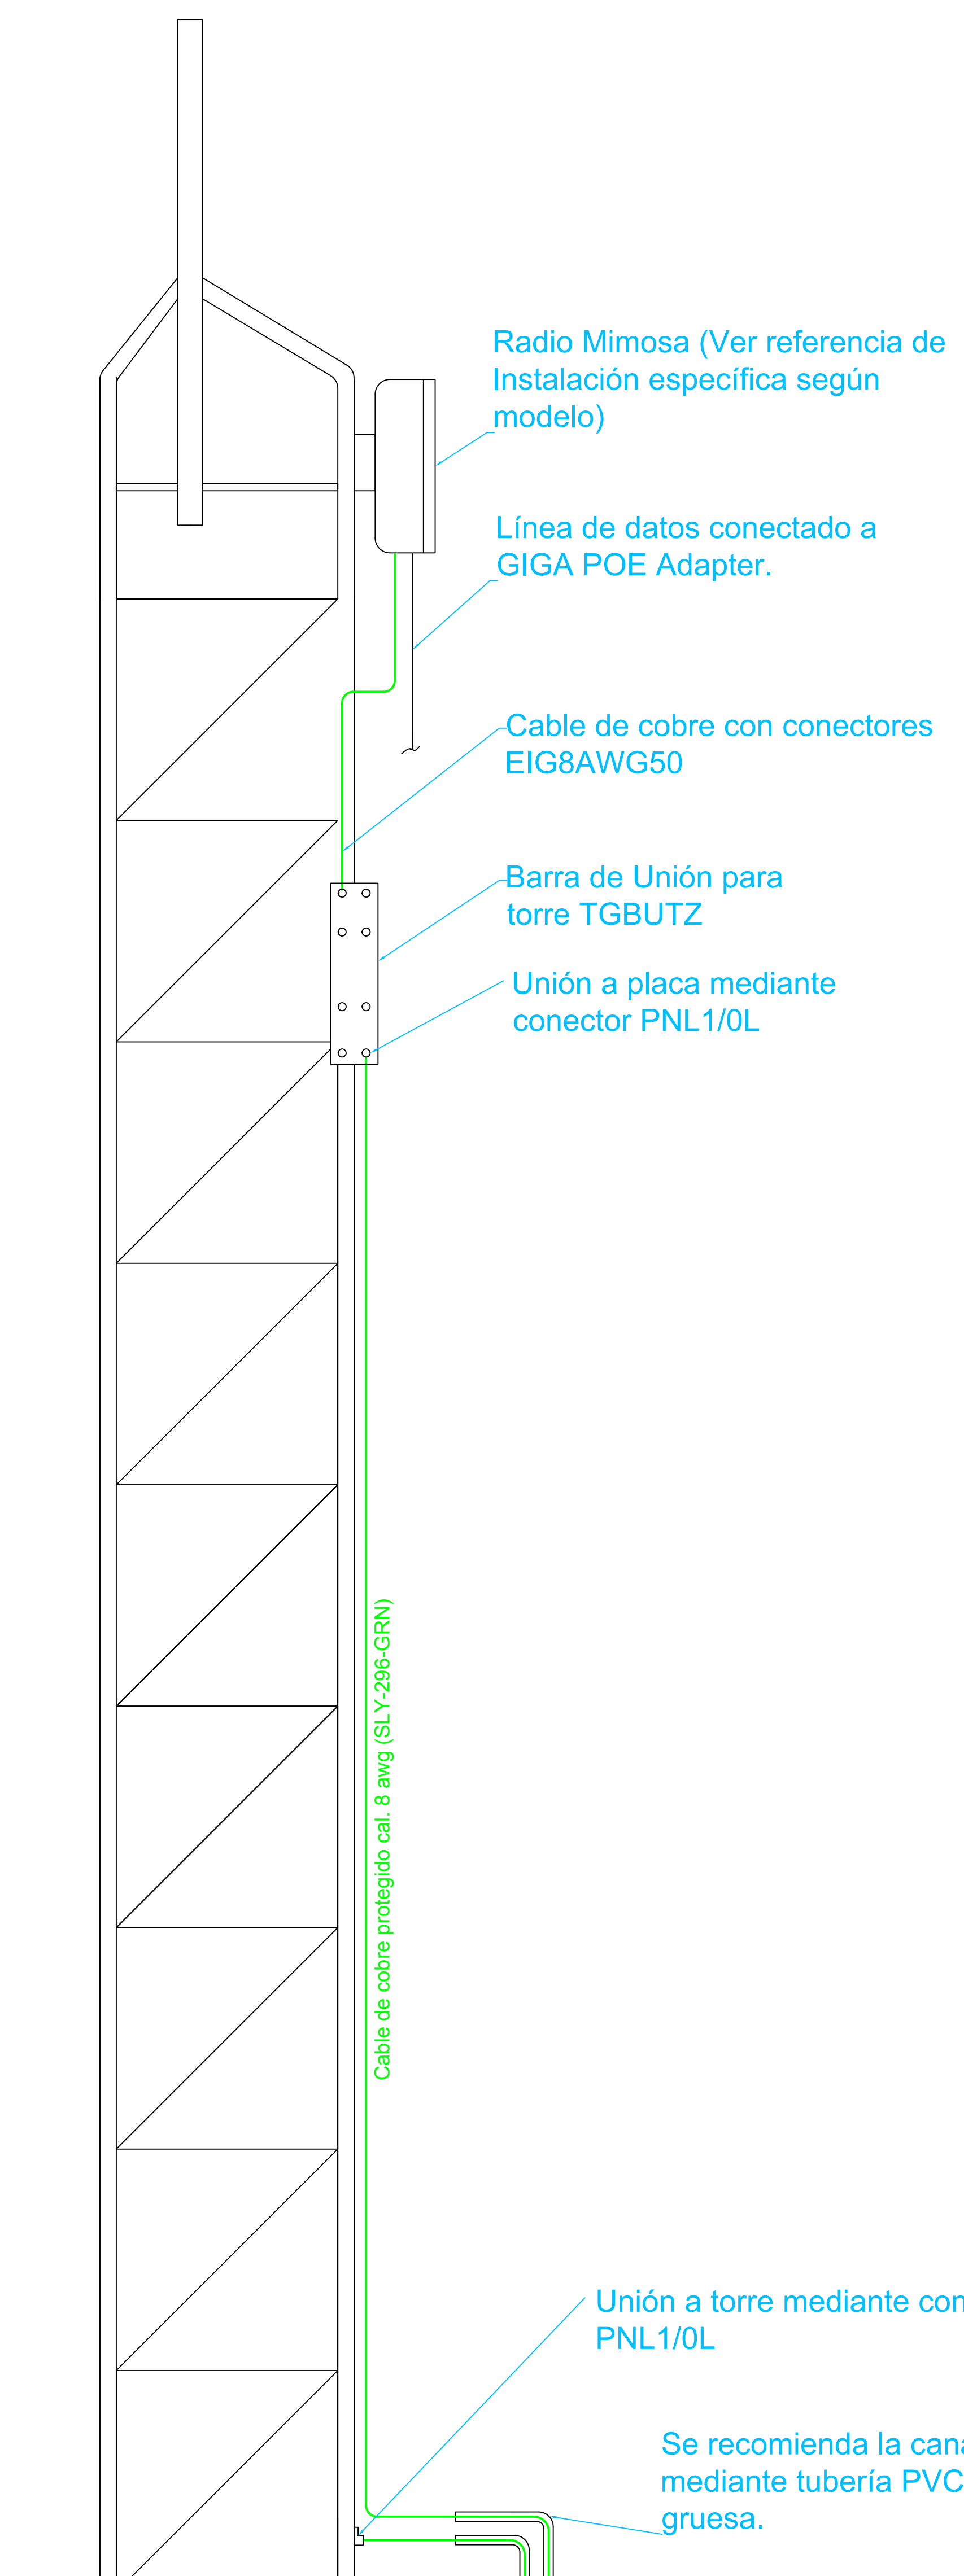 Radio Mimosa (Ver referencia de
Instalación específica según
modelo)
Línea de datos conectado a
GIGA POE Adapter.
Cable de cobre con conectores
EIG8AWG50
Barra de Unión para
torre TGBUTZ
Unión a placa mediante
conector PNL1/0L
Cable de cobre protegido cal. 8 awg (SLY-296-GRN)
Unión a torre mediante
PNL1/0L
Se recomienda la
mediante tubería PVC
gruesa.